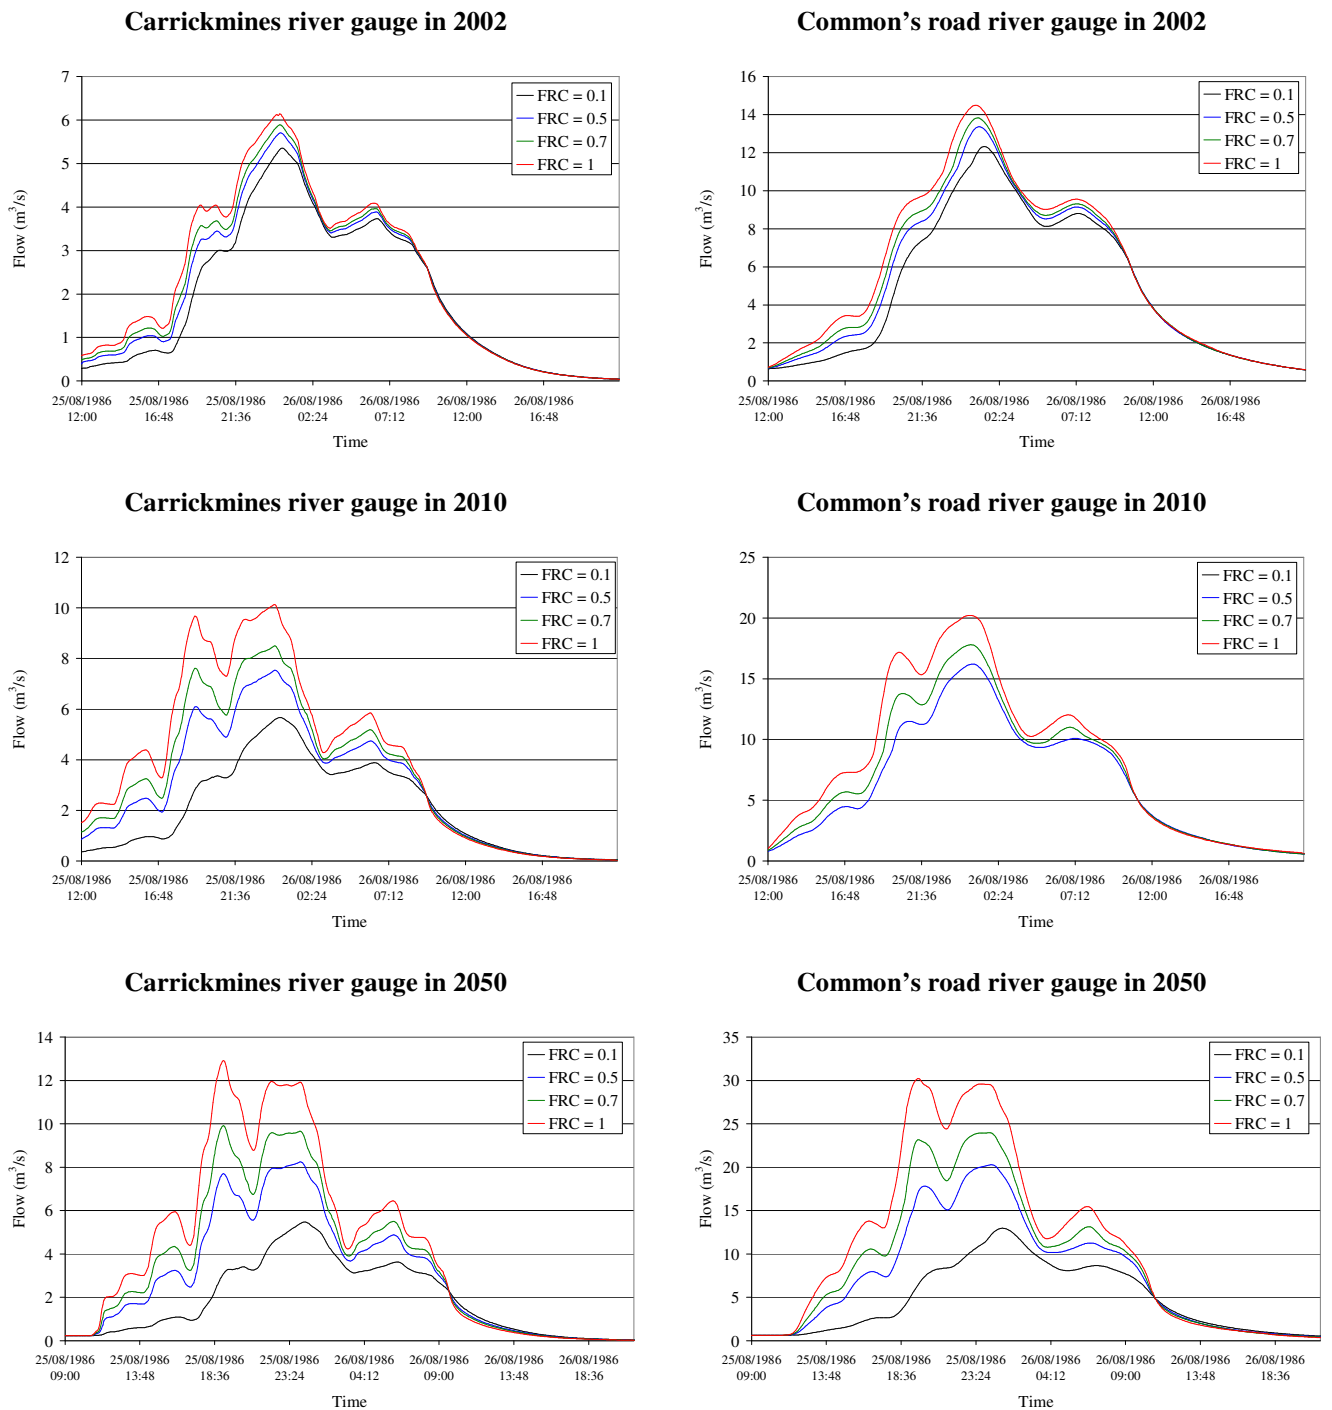 Carrickmines river gauge in 2002
7
6
5
4
3
2
1
0
Flow (m³/s)
FRC = 0.1
FRC = 0.5
FRC = 0.7
FRC = 1
25/08/1986 25/08/1986 25/08/1986 26/08/1986 26/08/1986 26/08/1986 26/08/1986
12:00 16:48 21:36 02:24 07:12 12:00 16:48
Time
Common's road river gauge in 2002
16
14
12
10
8
6
4
2
0
Flow (m³/s)
FRC = 0.1
FRC = 0.5
FRC = 0.7
FRC = 1
25/08/1986 25/08/1986 25/08/1986 26/08/1986 26/08/1986 26/08/1986 26/08/1986
12:00 16:48 21:36 02:24 07:12 12:00 16:48
Time
Carrickmines river gauge in 2010
12
10
8
6
4
2
0
Flow (m³/s)
FRC = 0.1
FRC = 0.5
FRC = 0.7
FRC = 1
25/08/1986 25/08/1986 25/08/1986 26/08/1986 26/08/1986 26/08/1986 26/08/1986
12:00 16:48 21:36 02:24 07:12 12:00 16:48
Time
Common's road river gauge in 2010
25
20
15
10
5
0
Flow (m³/s)
FRC = 0.1
FRC = 0.5
FRC = 0.7
FRC = 1
25/08/1986 25/08/1986 25/08/1986 26/08/1986 26/08/1986 26/08/1986 26/08/1986
12:00 16:48 21:36 02:24 07:12 12:00 16:48
Time
Carrickmines river gauge in 2050
14
12
10
8
6
4
2
0
Flow (m³/s)
FRC = 0.1
FRC = 0.5
FRC = 0.7
FRC = 1
25/08/1986 25/08/1986 25/08/1986 25/08/1986 26/08/1986 26/08/1986 26/08/1986 26/08/1986
09:00 13:48 18:36 23:24 04:12 09:00 13:48 18:36
Time
Common's road river gauge in 2050
35
30
25
20
15
10
5
0
Flow (m³/s)
FRC = 0.1
FRC = 0.5
FRC = 0.7
FRC = 1
25/08/1986 25/08/1986 25/08/1986 25/08/1986 26/08/1986 26/08/1986 26/08/1986 26/08/1986
09:00 13:48 18:36 23:24 04:12 09:00 13:48 18:36
Time